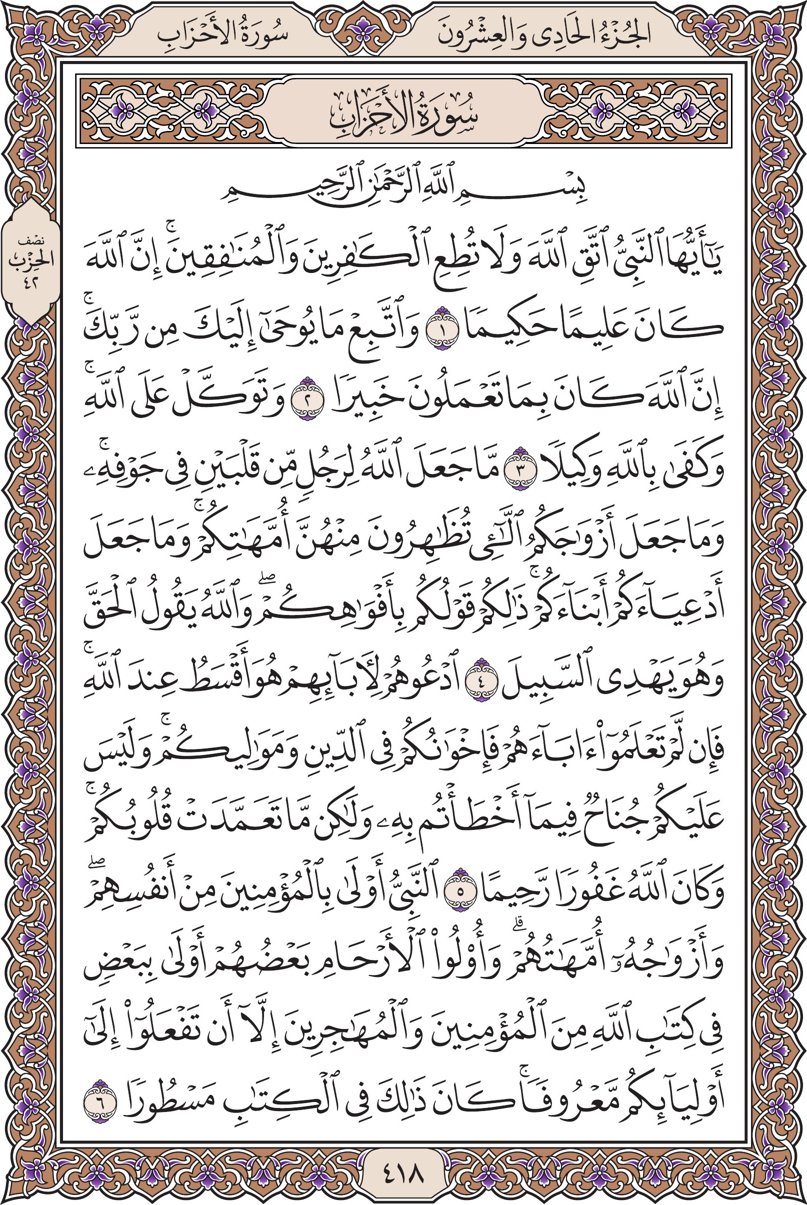 الجُزْءُ الحَادِى وَالعِشْرُونَ
سُورَةُ الأَحْزَابِ
سُورَةُ الأَحْزَابِ
بِسْمِ ٱللَّهِ ٱلرَّحْمَٰنِ ٱلرَّحِيمِ
يَٰٓأَيُّهَا ٱلنَّبِيُّ ٱتَّقِ ٱللَّهَ وَلَا تُطِعِ ٱلْكَٰفِرِينَ وَٱلْمُنَٰفِقِينَۚ إِنَّ ٱللَّهَ
كَانَ عَلِيمًا حَكِيمٗا ١ وَٱتَّبِعْ مَا يُوحَىٰٓ إِلَيْكَ مِن رَّبِّكَۚ
إِنَّ ٱللَّهَ كَانَ بِمَا تَعْمَلُونَ خَبِيرٗا ٢ وَتَوَكَّلْ عَلَى ٱللَّهِۚ
وَكَفَىٰ بِٱللَّهِ وَكِيلٗا ٣ مَّا جَعَلَ ٱللَّهُ لِرَجُلٖ مِّن قَلْبَيْنِ فِي جَوْفِهِۦۚ
وَمَا جَعَلَ أَزْوَٰجَكُمُ ٱلَّٰٓـِٔي تُظَٰهِرُونَ مِنْهُنَّ أُمَّهَٰتِكُمْۚ وَمَا جَعَلَ
أَدْعِيَآءَكُمْ أَبْنَآءَكُمْۚ ذَٰلِكُمْ قَوْلُكُم بِأَفْوَٰهِكُمْۖ وَٱللَّهُ يَقُولُ ٱلْحَقَّ
وَهُوَ يَهْدِي ٱلسَّبِيلَ ٤ ٱدْعُوهُمْ لِأٓبَآئِهِمْ هُوَ أَقْسَطُ عِندَ ٱللَّهِۚ
فَإِن لَّمْ تَعْلَمُوٓاْ ءَابَآءَهُمْ فَإِخْوَٰنُكُمْ فِي ٱلدِّينِ وَمَوَٰلِيكُمْۚ وَلَيْسَ
عَلَيْكُمْ جُنَاحٞ فِيمَآ أَخْطَأْتُم بِهِۦ وَلَٰكِن مَّا تَعَمَّدَتْ قُلُوبُكُمْۚ
وَكَانَ ٱللَّهُ غَفُورٗا رَّحِيمًا ٥ ٱلنَّبِيُّ أَوْلَىٰ بِٱلْمُؤْمِنِينَ مِنْ أَنفُسِهِمْۖ
وَأَزْوَٰجُهُۥٓ أُمَّهَٰتُهُمْۗ وَأُوْلُواْ ٱلْأَرْحَامِ بَعْضُهُمْ أَوْلَىٰ بِبَعْضٖ
فِي كِتَٰبِ ٱللَّهِ مِنَ ٱلْمُؤْمِنِينَ وَٱلْمُهَٰجِرِينَ إِلَّآ أَن تَفْعَلُوٓاْ إِلَىٰٓ
أَوْلِيَآئِكُم مَّعْرُوفٗاۚ كَانَ ذَٰلِكَ فِي ٱلْكِتَٰبِ مَسْطُورٗا ٦
نصف
الحزب
٤٢
٤١٨